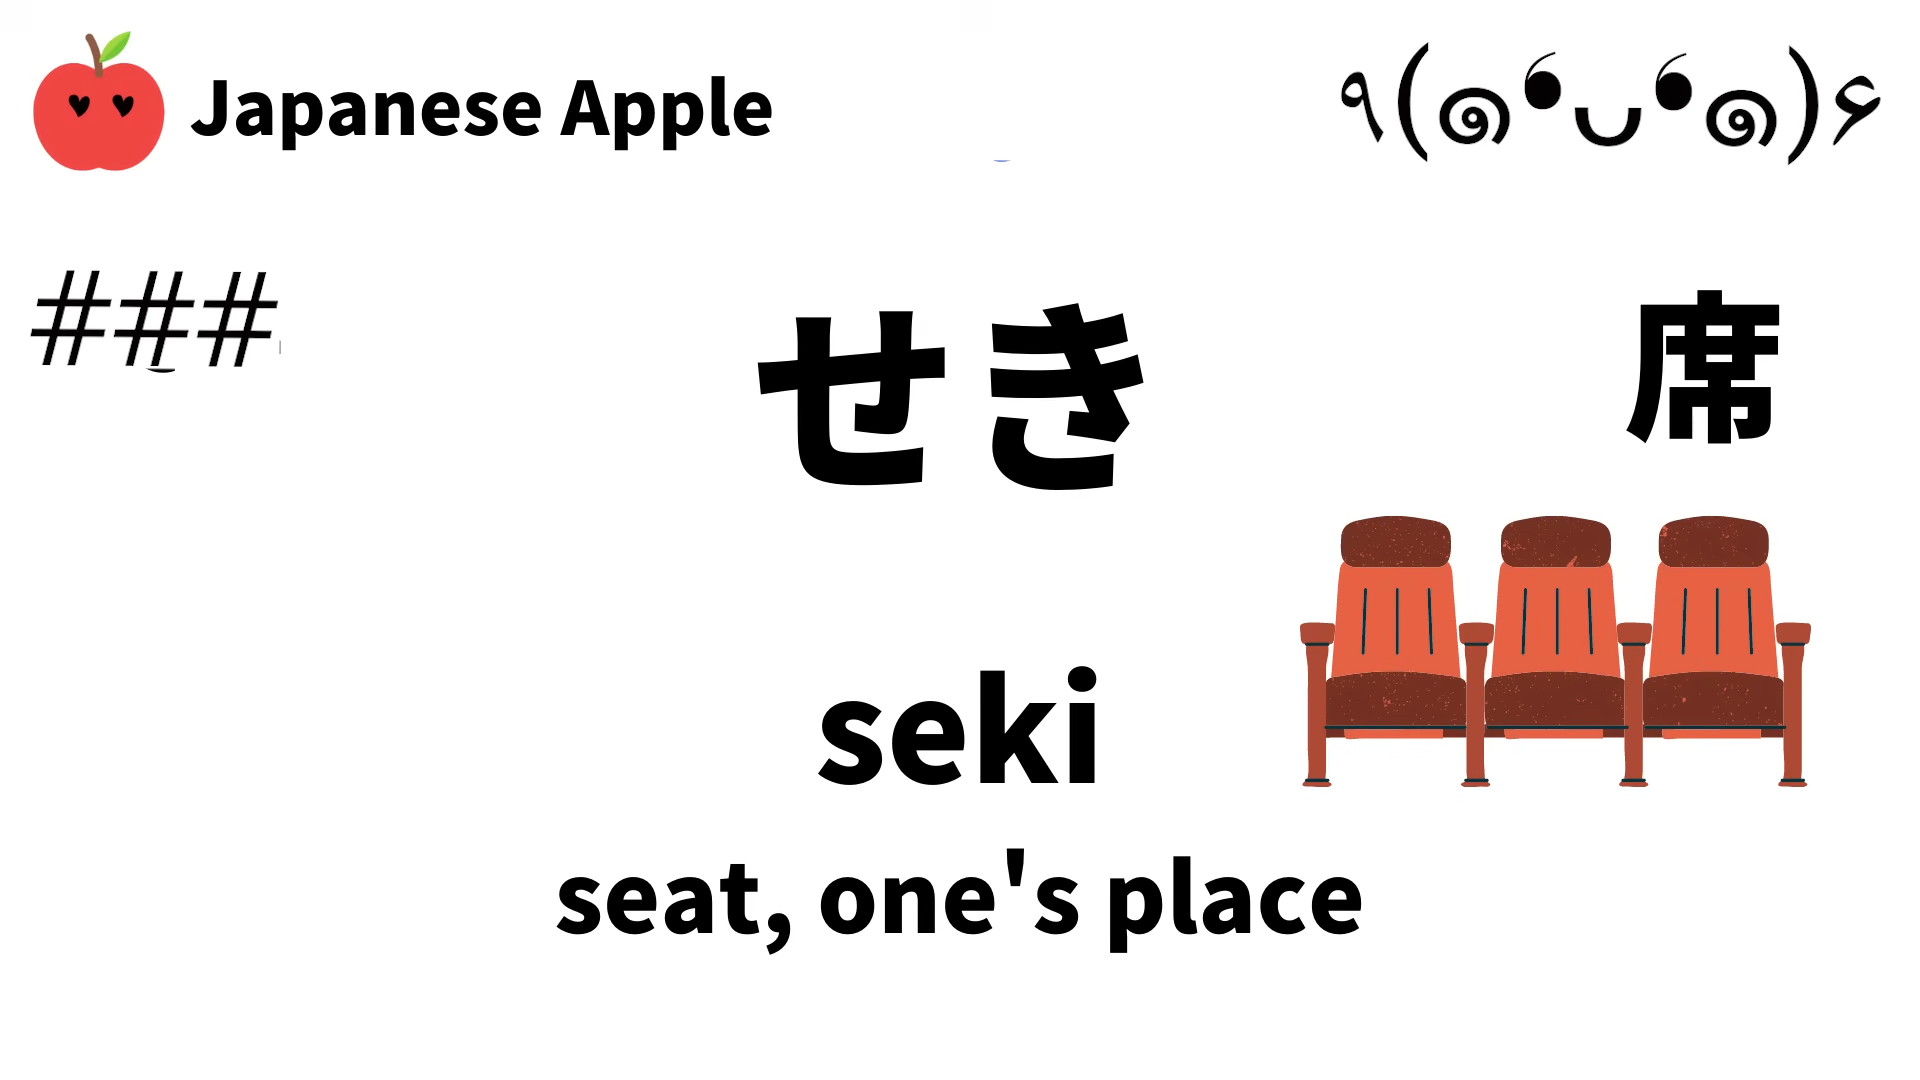 Japanese Apple
٩(๑❛ᴗ❛๑)۶
###
せき
席
seki
seat, one's place